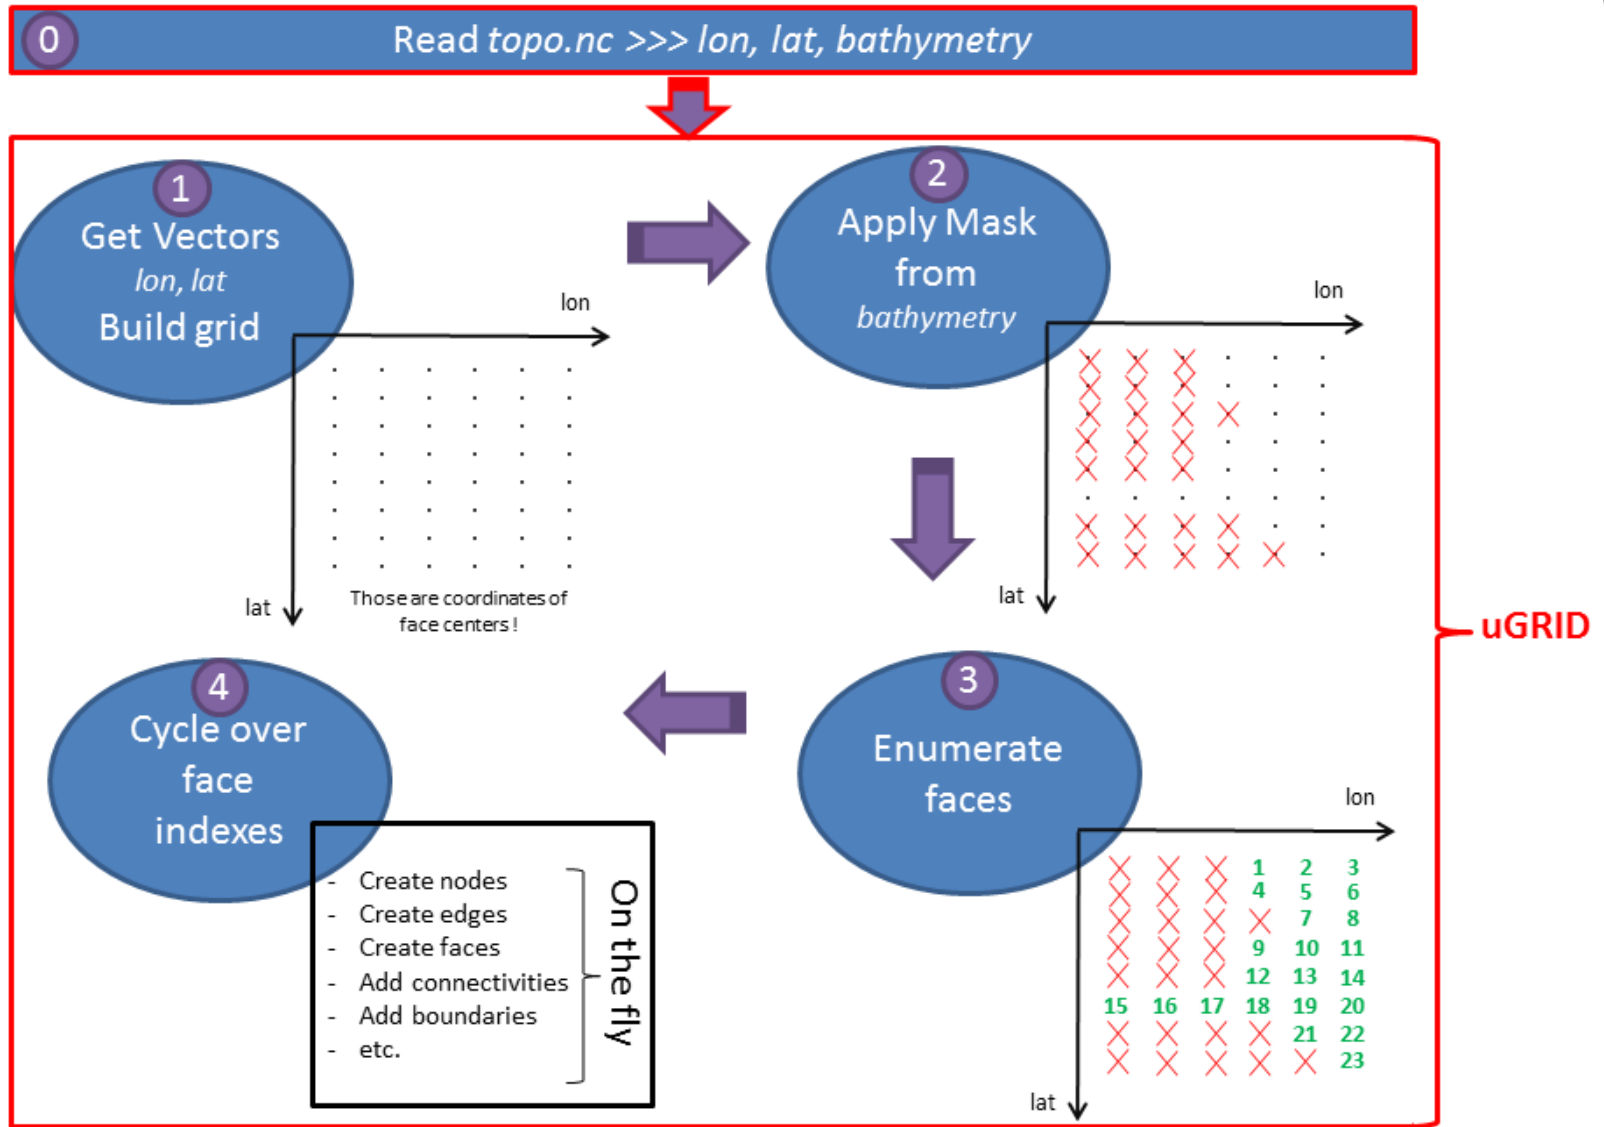 0
Read topo.nc >>> lon, lat, bathymetry
1
Get Vectors
lon, lat
Build grid
lon
lat
Those are coordinates of
face centers !
2
Apply Mask
from
bathymetry
lon
lat
3
Enumerate
faces
lon
1 2 3
4 5 6
7 8
9 10 11
12 13 14
15 16 17 18 19 20
21 22
23
lat
4
Cycle over
face
indexes
- Create nodes
- Create edges
- Create faces
- Add connectivities
- Add boundaries
- etc.
On the fly
uGRID